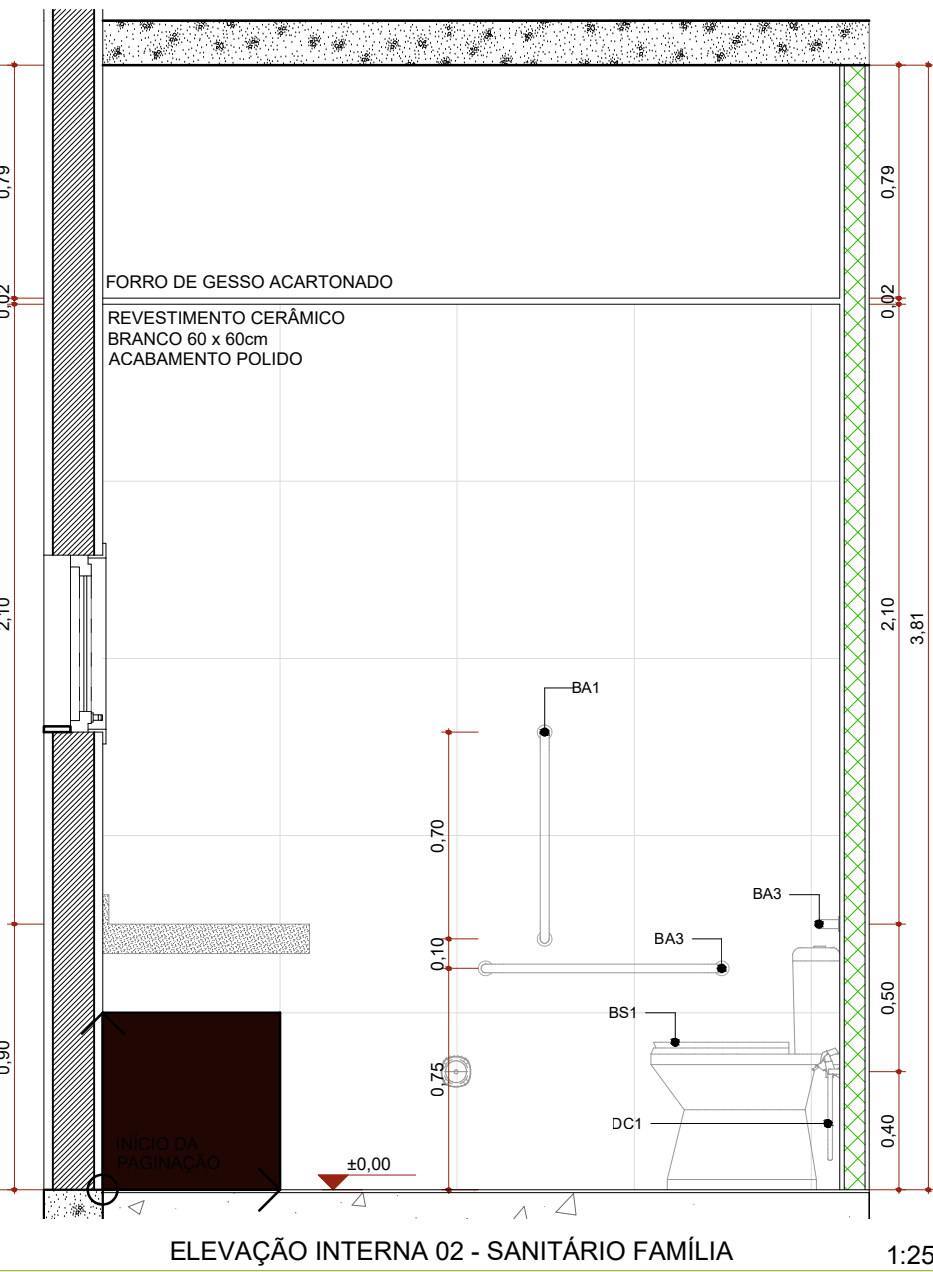 0,79
0,79
FORRO DE GESSO ACARTONADO
0,02
0,02
REVESTIMENTO CERÂMICO
BRANCO 60 x 60cm
ACABAMENTO POLIDO
2,10
2,10
3,81
BA1
0,70
BA3
BA3
0,10
0,50
BS1
0,90
0,75
DC1
0,40
INÍCIO DA
PAGINAÇÃO
±0,00
ELEVAÇÃO INTERNA 02 - SANITÁRIO FAMÍLIA
1:25